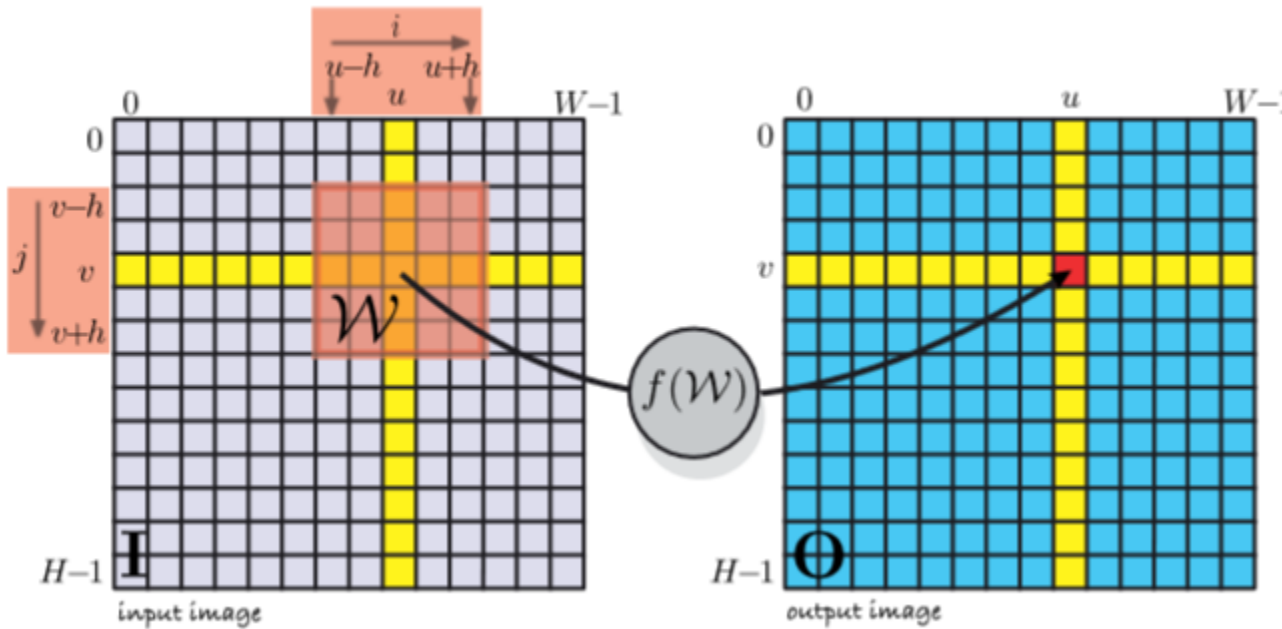 i
u−h u+h
0 u W−1
0
v−h
j
v
v+h
𝒲
I
H−1
input image
f(𝒲)
0 u W−
0
v
O
H−1
output image